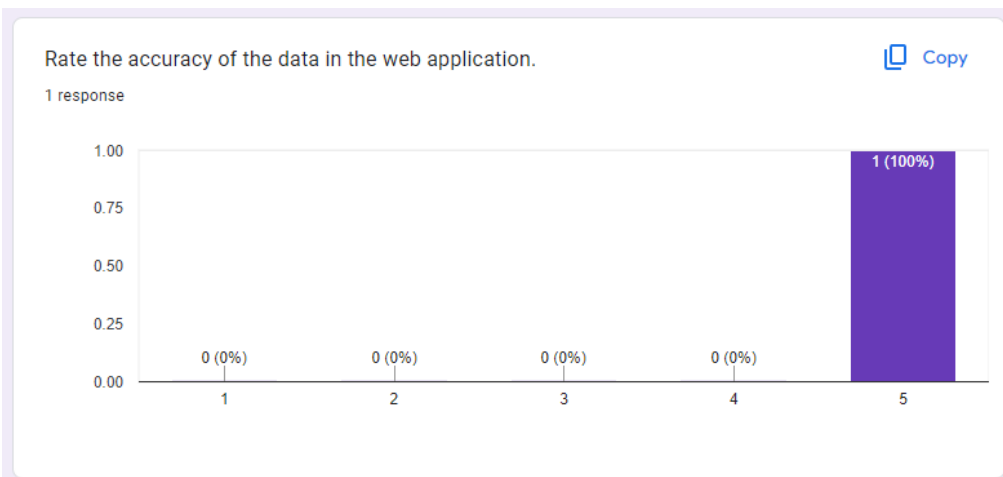 Rate the accuracy of the data in the web application.
Copy
1 response
1.00
1 (100%)
0.75
0.50
0.25
0 (0%) 0 (0%) 0 (0%) 0 (0%)
0.00
1 2 3 4 5